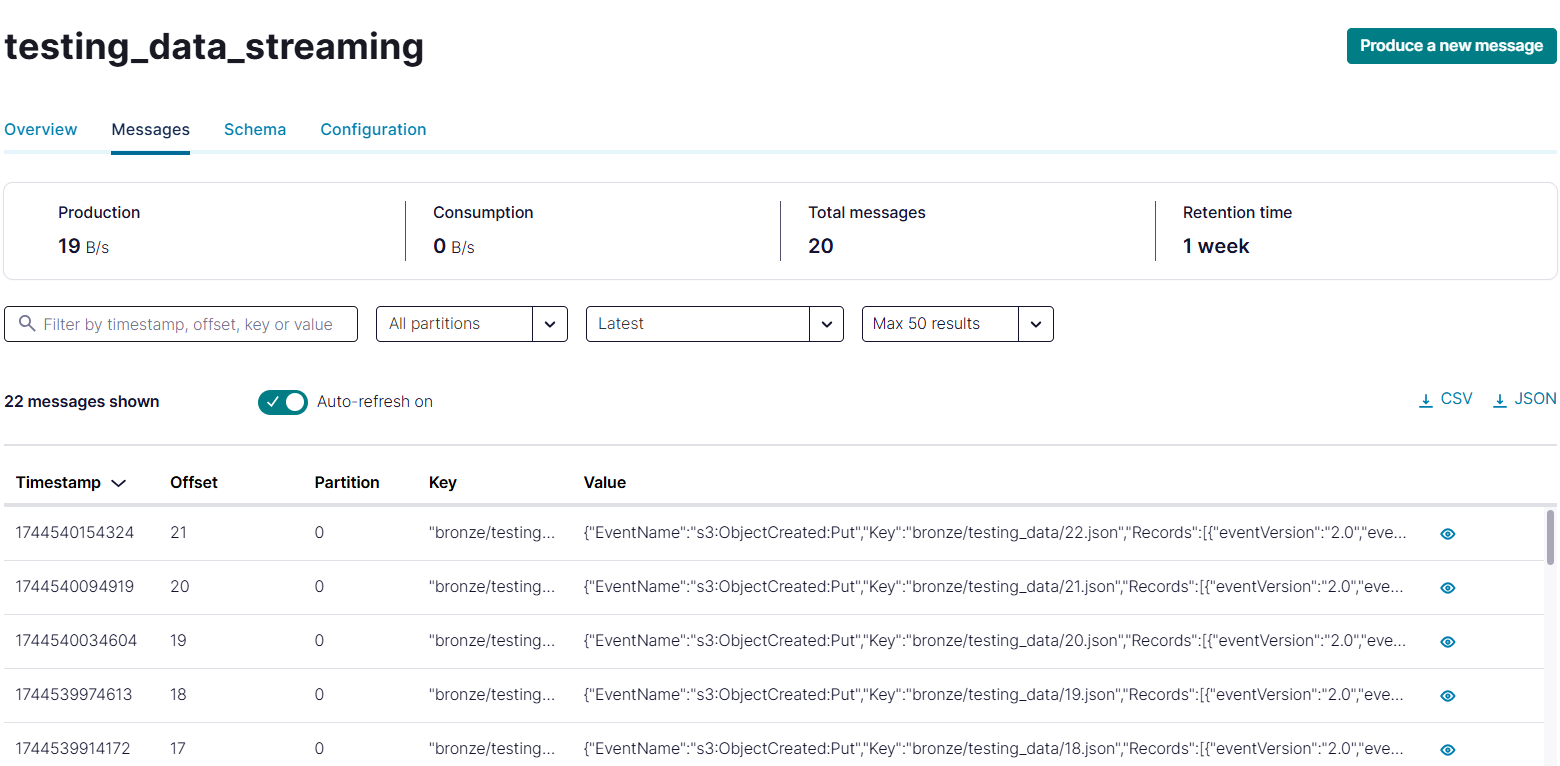 testing_data_streaming
Produce a new message
Overview Messages Schema Configuration
Production Consumption Total messages Retention time
19 B/s 0 B/s 20 1 week
Filter by timestamp, offset, key or value All partitions Latest Max 50 results
22 messages shown Auto-refresh on CSV JSON
Timestamp Offset Partition Key Value
1744540154324 21 0 "bronze/testing... {"EventName":"s3:ObjectCreated:Put","Key":"bronze/testing_data/22.json","Records":[{"eventVersion":"2.0","eve...
1744540094919 20 0 "bronze/testing... {"EventName":"s3:ObjectCreated:Put","Key":"bronze/testing_data/21.json","Records":[{"eventVersion":"2.0","eve...
1744540034604 19 0 "bronze/testing... {"EventName":"s3:ObjectCreated:Put","Key":"bronze/testing_data/20.json","Records":[{"eventVersion":"2.0","eve...
1744539974613 18 0 "bronze/testing... {"EventName":"s3:ObjectCreated:Put","Key":"bronze/testing_data/19.json","Records":[{"eventVersion":"2.0","eve...
1744539914172 17 0 "bronze/testing... {"EventName":"s3:ObjectCreated:Put","Key":"bronze/testing_data/18.json","Records":[{"eventVersion":"2.0","eve...